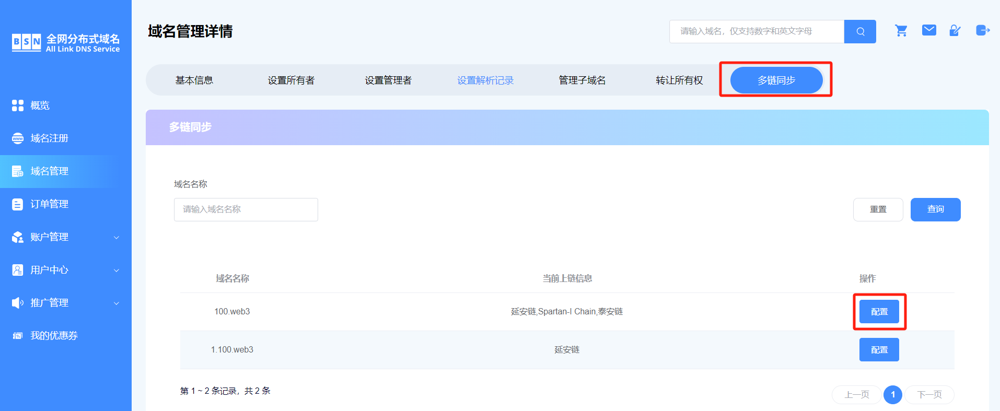 BSN 全网分布式域名
All Link DNS Service
概览
www 域名注册
域名管理
订单管理
账户管理
用户中心
推广管理
我的优惠券
域名管理详情
请输入域名，仅支持数字和英文字母
基本信息 设置所有者 设置管理者 设置解析记录 管理子域名 转让所有权 多链同步
多链同步
域名名称
请输入域名名称
重置 查询
域名名称 当前上链信息 操作
100.web3 延安链,Spartan-I Chain,泰安链 配置
1.100.web3 延安链 配置
第 1 ~ 2 条记录，共 2 条
上一页 1 下一页